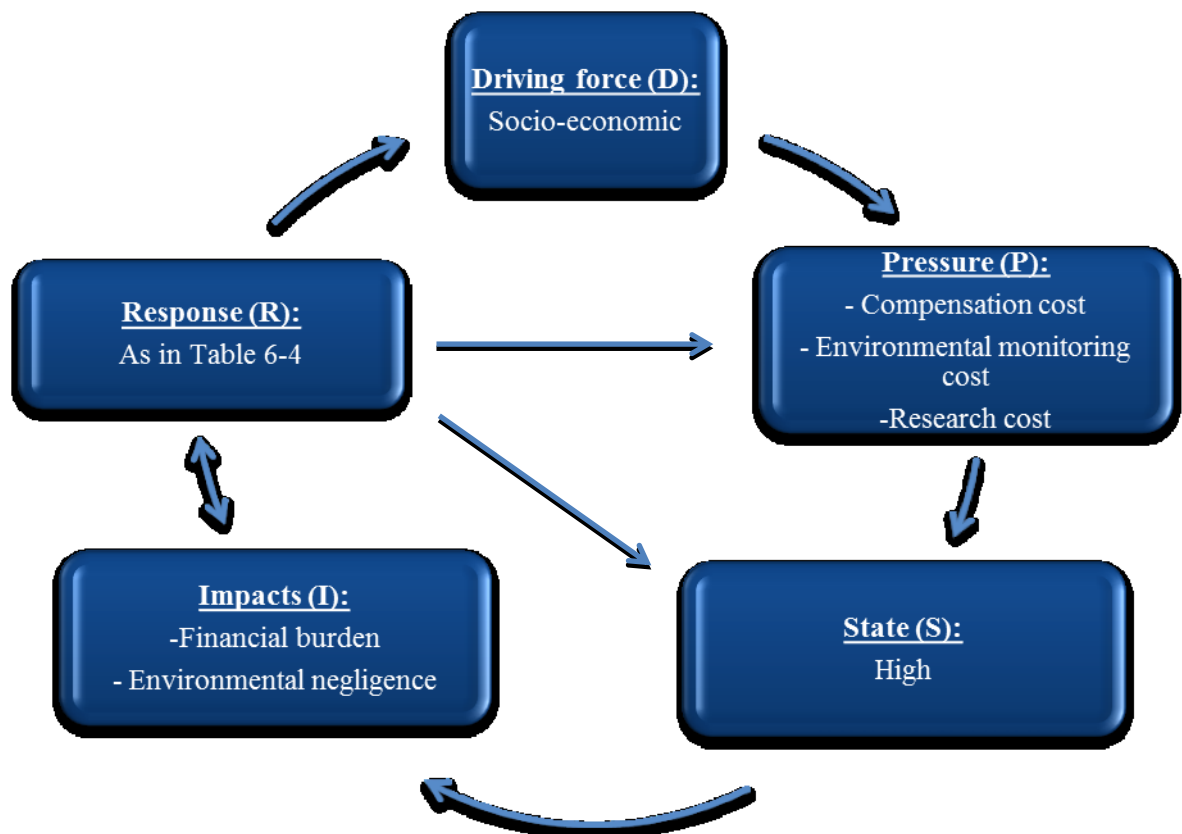 Driving force (D):
Socio-economic
Pressure (P):
- Compensation cost
- Environmental monitoring
cost
-Research cost
Response (R):
As in Table 6-4
Impacts (I):
-Financial burden
- Environmental negligence
State (S):
High